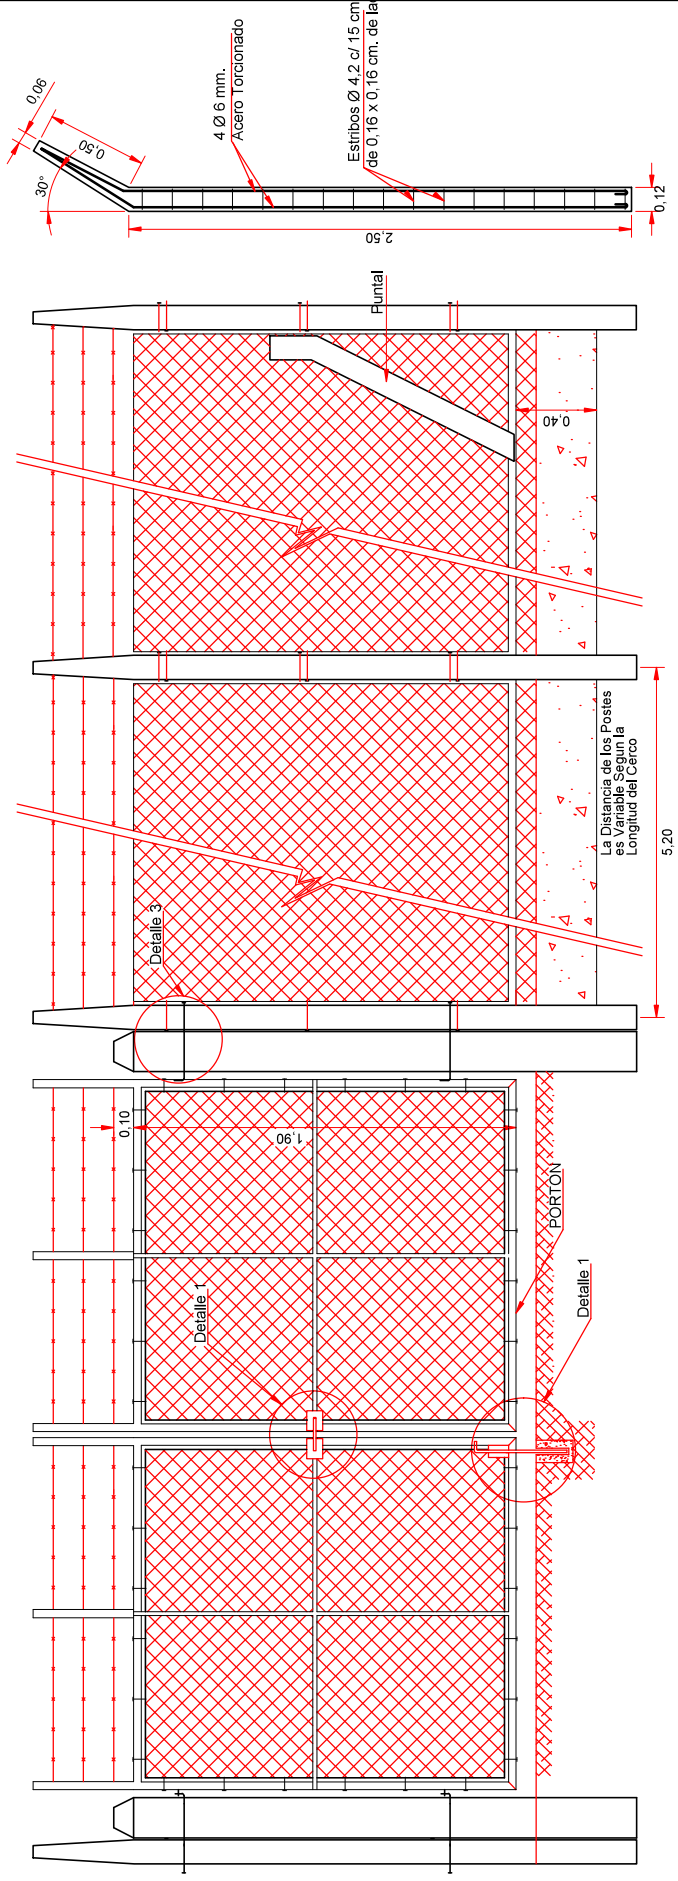 0,06
0,50
30°
4 Ø 6 mm.
Acero Torcionado
Estribos Ø 4,2 c/ 15 cm
de 0,16 x 0,16 cm. de lad
0,12
2,50
Puntal
0,40
La Distancia de los Postes
es Variable Segun la
Longitud del Cerco
5,20
Detalle 3
0,10
1,90
PORTON
Detalle 1
Detalle 1